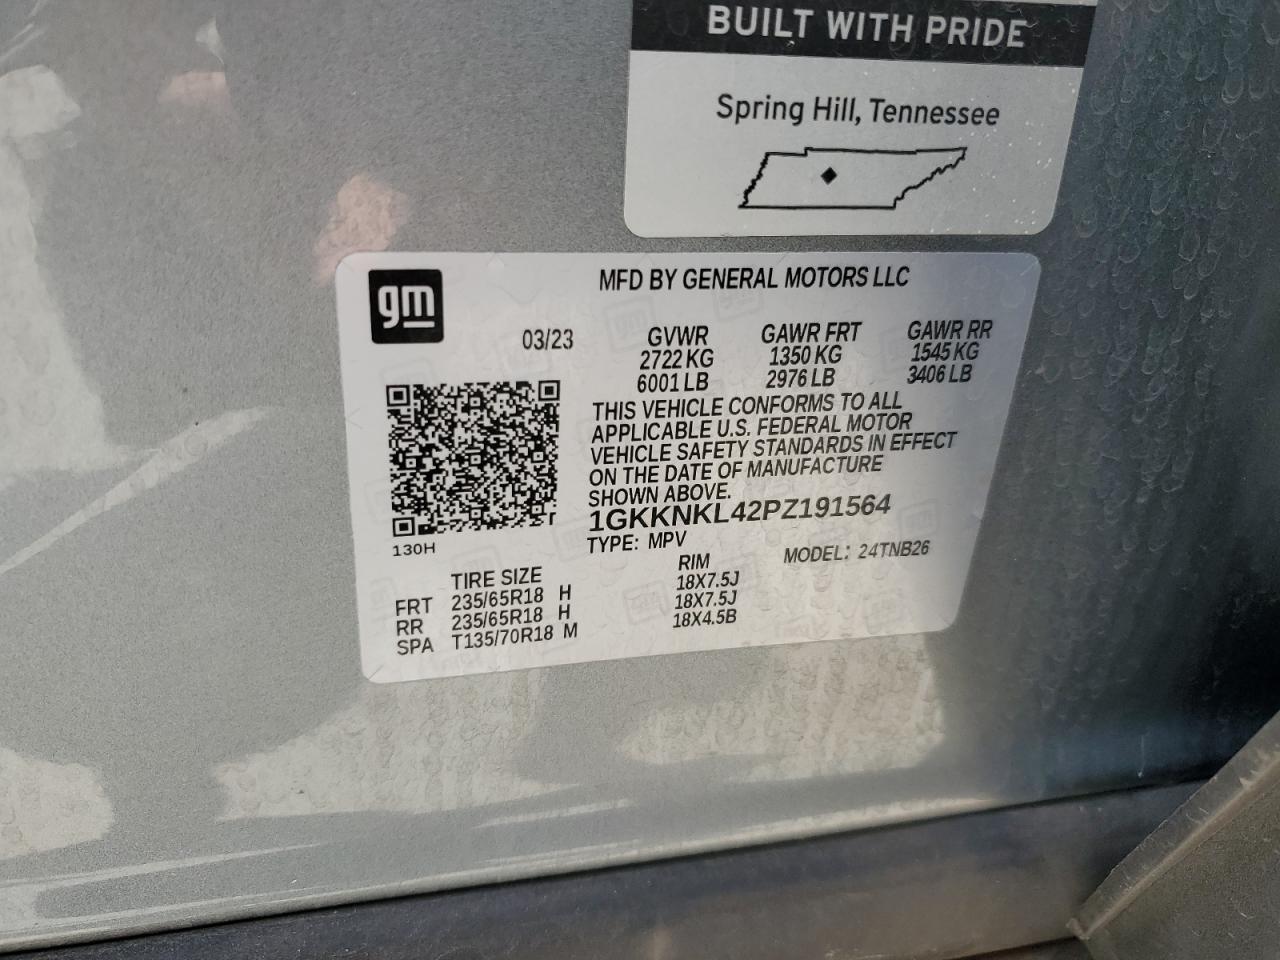 BUILT WITH PRIDE
Spring Hill, Tennessee
gm
MFD BY GENERAL MOTORS LLC
03/23
GVWR GAWR FRT GAWR RR
2722 KG 1350 KG 1545 KG
6001 LB 2976 LB 3406 LB
THIS VEHICLE CONFORMS TO ALL
APPLICABLE U.S. FEDERAL MOTOR
VEHICLE SAFETY STANDARDS IN EFFECT
ON THE DATE OF MANUFACTURE
SHOWN ABOVE.
1GKKNKL42PZ191564
130H
TYPE: MPV MODEL: 24TNB26
TIRE SIZE RIM
FRT 235/65R18 H 18X7.5J
RR 235/65R18 H 18X7.5J
SPA T135/70R18 M 18X4.5B